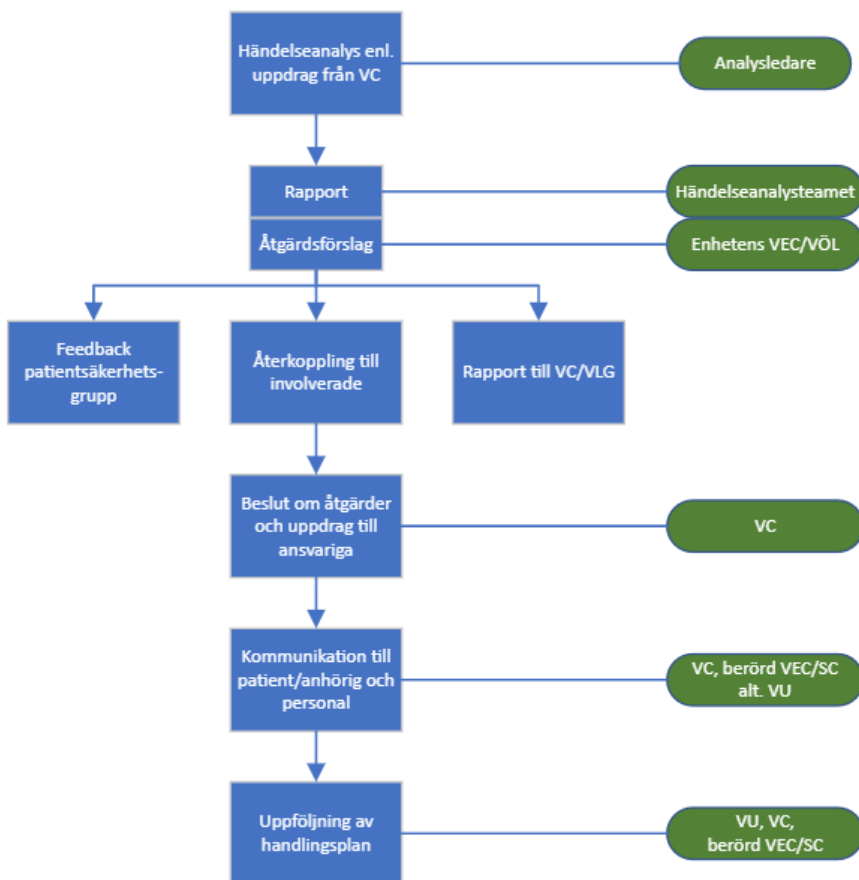 Händelseanalys enl.
uppdrag från VC
Analysledare
Rapport
Händelseanalysteamet
Åtgärdsförslag
Enhetens VEC/VÖL
Feedback
patientsäkerhets-
grupp
Återkoppling till
involverade
Rapport till VC/VLG
Beslut om åtgärder
och uppdrag till
ansvariga
VC
Kommunikation till
patient/anhörig och
personal
VC, berörd VEC/SC
alt. VU
Uppföljning av
handlingsplan
VU, VC,
berörd VEC/SC